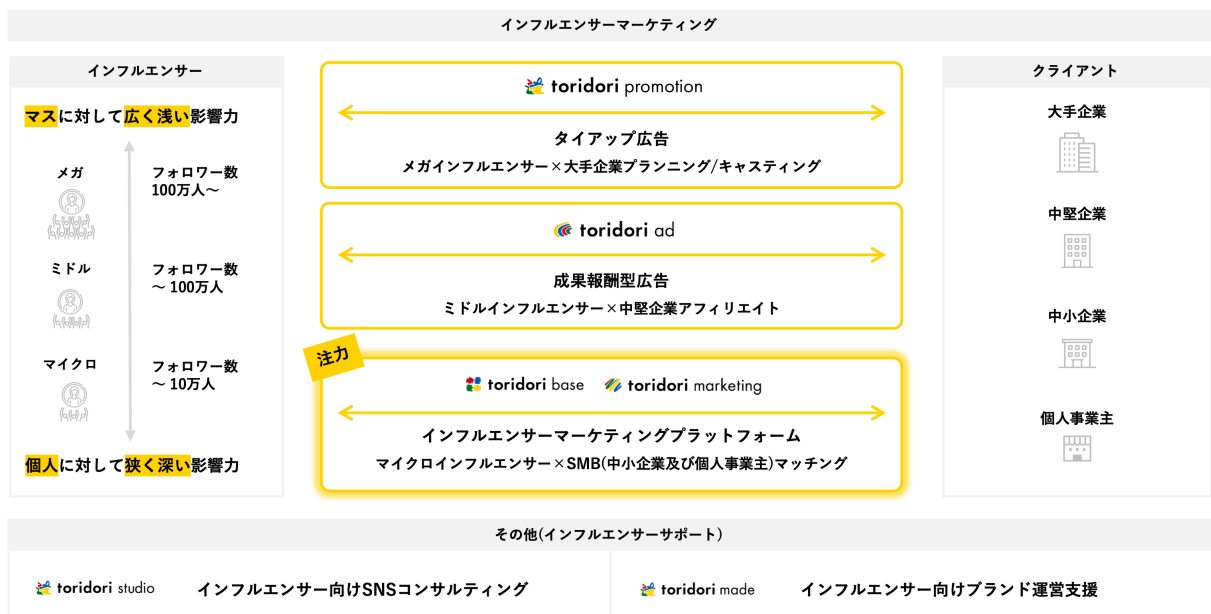 インフルエンサーマーケティング
インフルエンサー
マスに対して広く浅い影響力
メガ
フォロワー数
100万人〜
ミドル
フォロワー数
〜 100万人
マイクロ
フォロワー数
〜 10万人
個人に対して狭く深い影響力
toridori promotion
タイアップ広告
メガインフルエンサー×大手企業プランニング/キャスティング
toridori ad
成果報酬型広告
ミドルインフルエンサー×中堅企業アフィリエイト
注力
toridori base toridori marketing
インフルエンサーマーケティングプラットフォーム
マイクロインフルエンサー×SMB(中小企業及び個人事業主)マッチング
クライアント
大手企業
中堅企業
中小企業
個人事業主
その他(インフルエンサーサポート)
toridori studio インフルエンサー向けSNSコンサルティング
toridori made インフルエンサー向けブランド運営支援